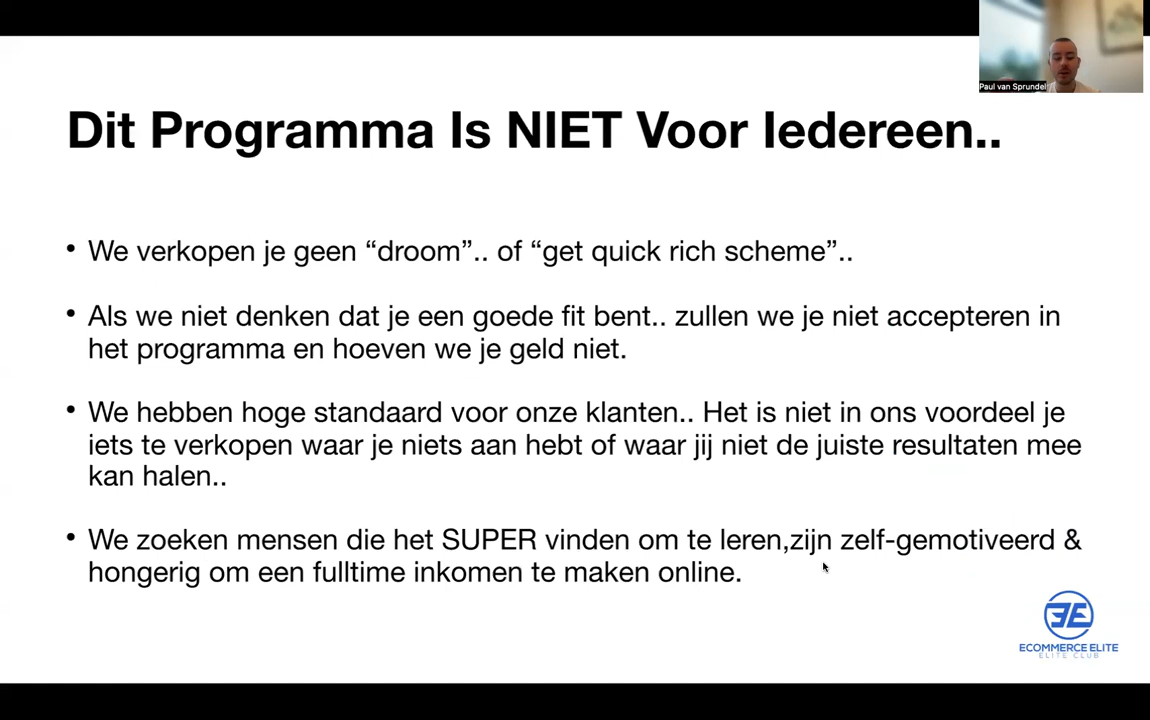 Paul van Sprundel
Dit Programma Is NIET Voor Iedereen..
• We verkopen je geen “droom”.. of “get quick rich scheme”..
• Als we niet denken dat je een goede fit bent.. zullen we je niet accepteren in
het programma en hoeven we je geld niet.
• We hebben hoge standaard voor onze klanten.. Het is niet in ons voordeel je
iets te verkopen waar je niets aan hebt of waar jij niet de juiste resultaten mee
kan halen..
• We zoeken mensen die het SUPER vinden om te leren,zijn zelf-gemotiveerd &
hongerig om een fulltime inkomen te maken online.
ECOMMERCE ELITE
ELITE CLUB